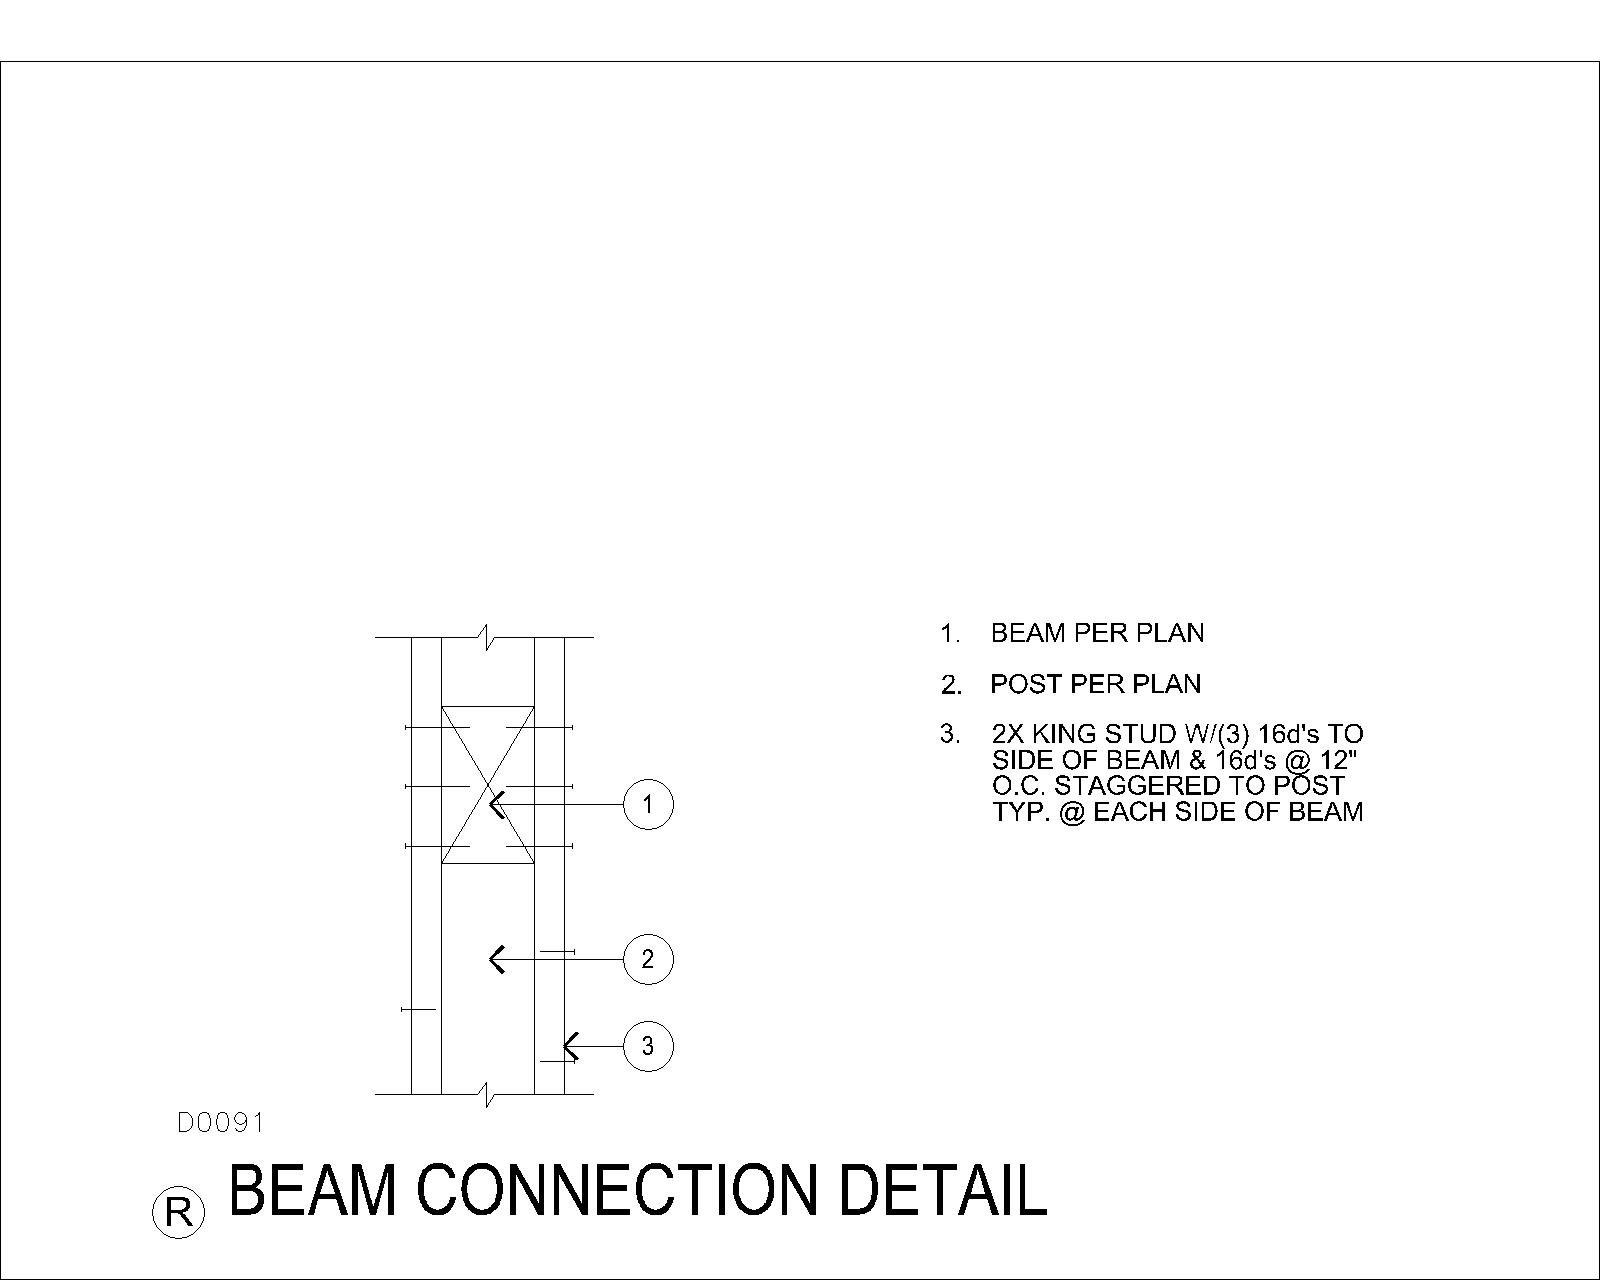 1. BEAM PER PLAN
2. POST PER PLAN
3. 2X KING STUD W/(3) 16d's TO
SIDE OF BEAM & 16d's @ 12"
O.C. STAGGERED TO POST
TYP. @ EACH SIDE OF BEAM
1
2
3
D0091
R BEAM CONNECTION DETAIL